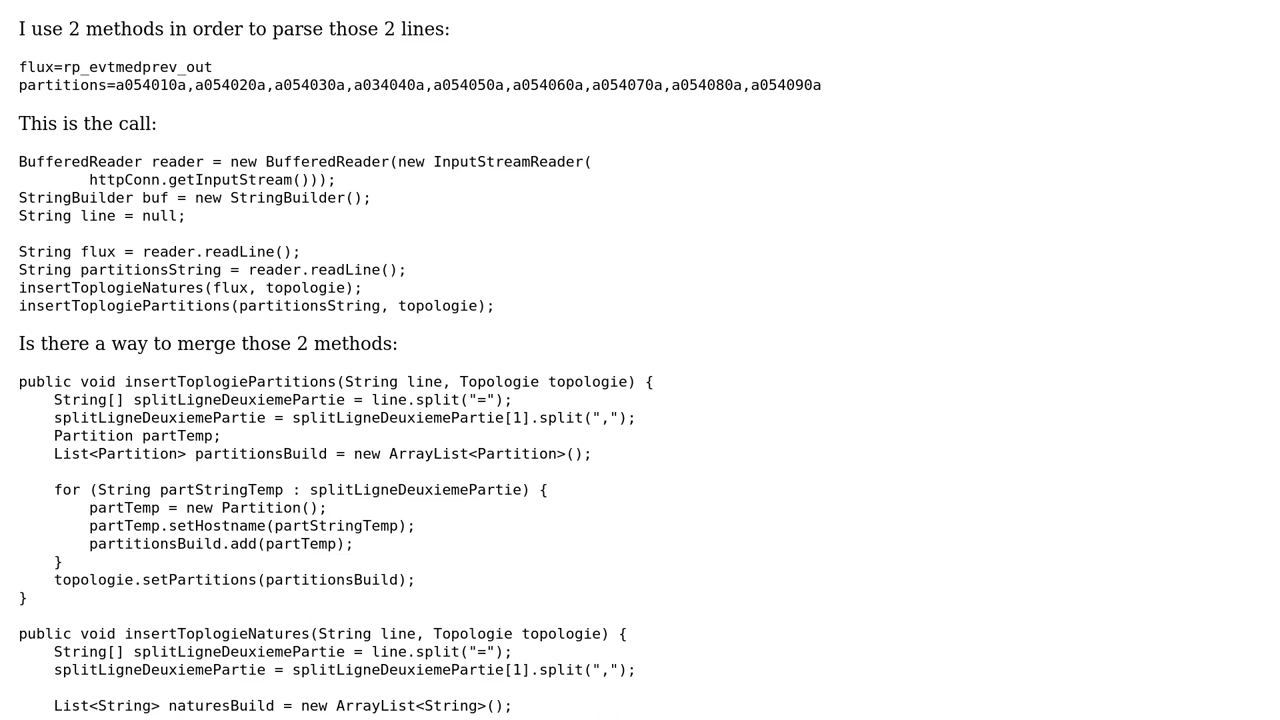 I use 2 methods in order to parse those 2 lines:
flux=rp_evtmedprev_out
partitions=a054010a,a054020a,a054030a,a034040a,a054050a,a054060a,a054070a,a054080a,a054090a
This is the call:
BufferedReader reader = new BufferedReader(new InputStreamReader(
        httpConn.getInputStream()));
StringBuilder buf = new StringBuilder();
String line = null;
String flux = reader.readLine();
String partitionsString = reader.readLine();
insertToplogieNatures(flux, topologie);
insertToplogiePartitions(partitionsString, topologie);
Is there a way to merge those 2 methods:
public void insertToplogiePartitions(String line, Topologie topologie) {
    String[] splitLigneDeuxiemePartie = line.split("=");
    splitLigneDeuxiemePartie = splitLigneDeuxiemePartie[1].split(",");
    Partition partTemp;
    List<Partition> partitionsBuild = new ArrayList<Partition>();
    for (String partStringTemp : splitLigneDeuxiemePartie) {
        partTemp = new Partition();
        partTemp.setHostname(partStringTemp);
        partitionsBuild.add(partTemp);
    }
    topologie.setPartitions(partitionsBuild);
}
public void insertToplogieNatures(String line, Topologie topologie) {
    String[] splitLigneDeuxiemePartie = line.split("=");
    splitLigneDeuxiemePartie = splitLigneDeuxiemePartie[1].split(",");
    List<String> naturesBuild = new ArrayList<String>();